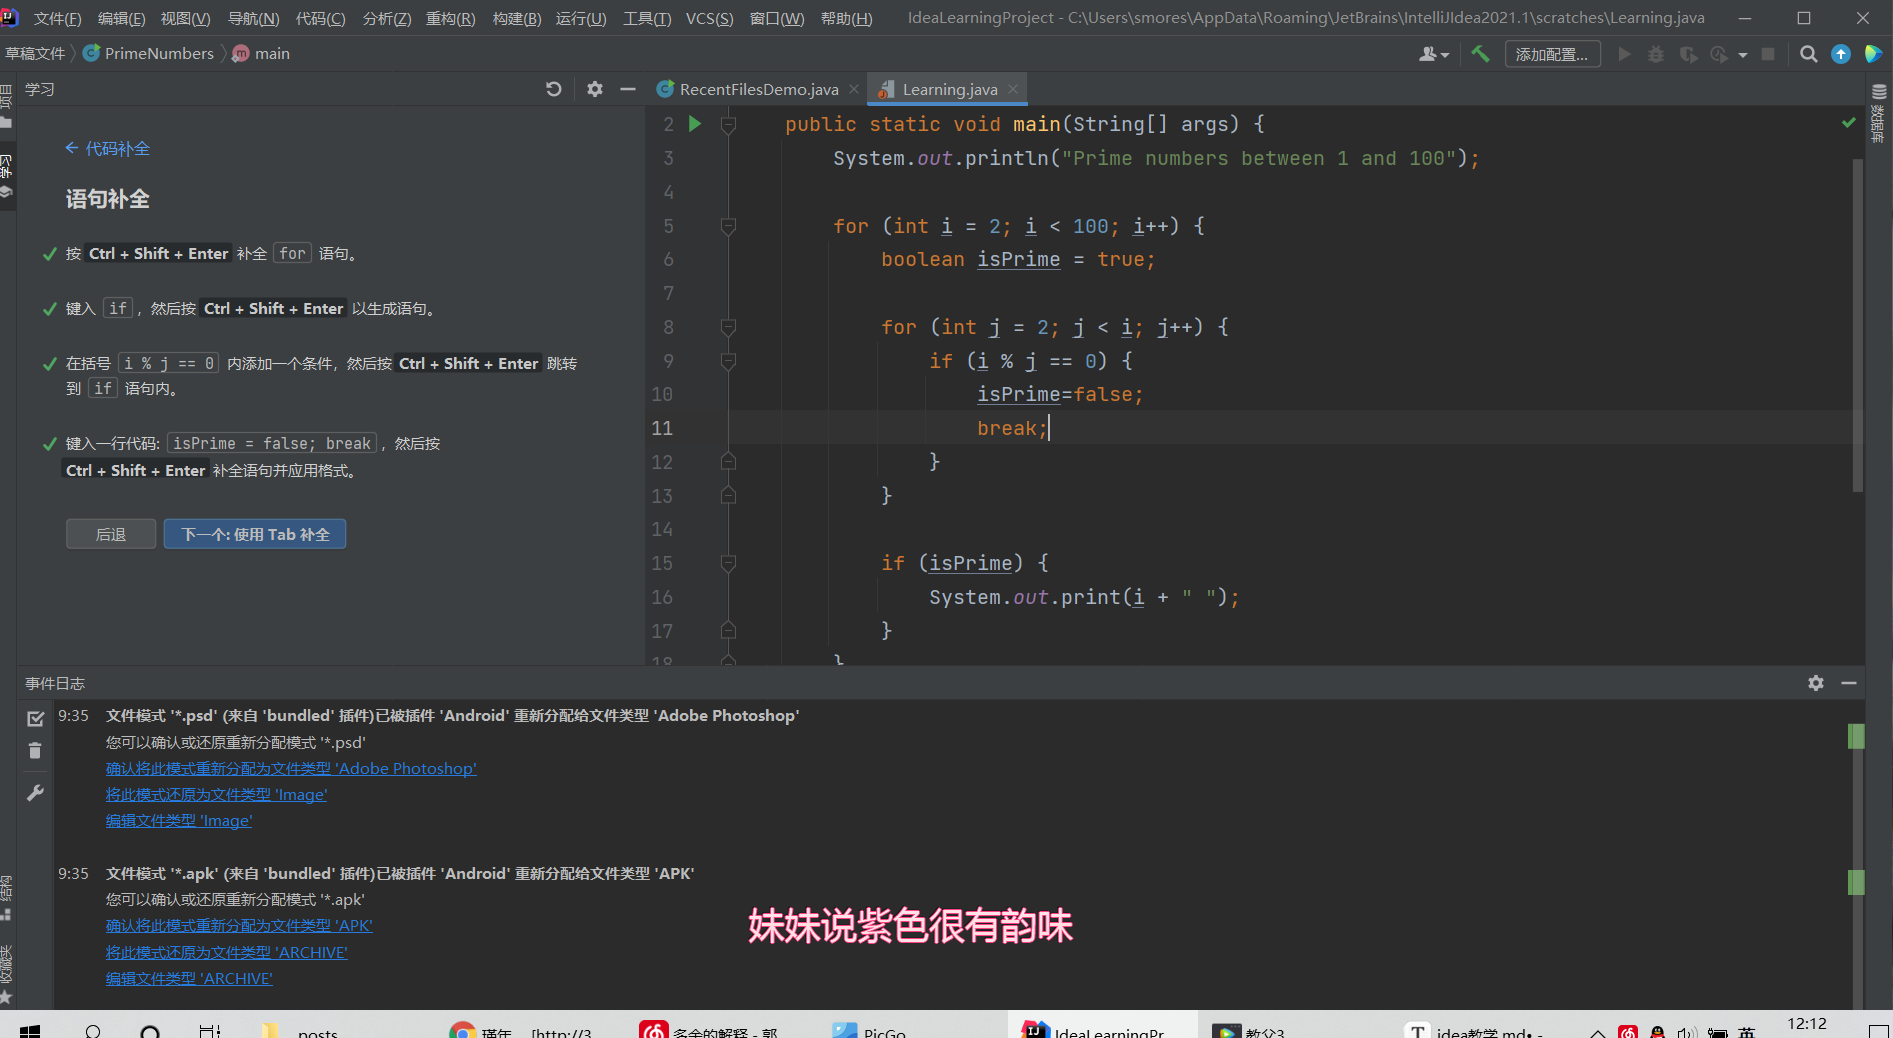 文件(F) 编辑(E) 视图(V) 导航(N) 代码(C) 分析(Z) 重构(R) 构建(B) 运行(U) 工具(T) VCS(S) 窗口(W) 帮助(H) IdeaLearningProject - C:\Users\smores\AppData\Roaming\JetBrains\IntelliJIdea2021.1\scratches\Learning.java
草稿文件 PrimeNumbers main 添加配置...
项目
学习
结构
收藏夹
数据库
学习
← 代码补全
语句补全
按 Ctrl + Shift + Enter 补全 for 语句。
键入 if ，然后按 Ctrl + Shift + Enter 以生成语句。
在括号 i % j == 0 内添加一个条件，然后按 Ctrl + Shift + Enter 跳转
到 if 语句内。
键入一行代码: isPrime = false; break ，然后按
Ctrl + Shift + Enter 补全语句并应用格式。
后退 下一个: 使用 Tab 补全
RecentFilesDemo.java Learning.java
2 public static void main(String[] args) {
3 System.out.println("Prime numbers between 1 and 100");
4
5 for (int i = 2; i < 100; i++) {
6 boolean isPrime = true;
7
8 for (int j = 2; j < i; j++) {
9 if (i % j == 0) {
10 isPrime=false;
11 break;
12 }
13 }
14
15 if (isPrime) {
16 System.out.print(i + " ");
17 }
18 }
事件日志
9:35 文件模式 '*.psd' (来自 'bundled' 插件)已被插件 'Android' 重新分配给文件类型 'Adobe Photoshop'
您可以确认或还原重新分配模式 '*.psd'
确认将此模式重新分配为文件类型 'Adobe Photoshop'
将此模式还原为文件类型 'Image'
编辑文件类型 'Image'
9:35 文件模式 '*.apk' (来自 'bundled' 插件)已被插件 'Android' 重新分配给文件类型 'APK'
您可以确认或还原重新分配模式 '*.apk'
确认将此模式重新分配为文件类型 'APK'
将此模式还原为文件类型 'ARCHIVE'
编辑文件类型 'ARCHIVE'
妹妹说紫色很有韵味
posts 瑾年 [http://3 多余的解释 - 郭 PicGo IdeaLearningPr 教父3 idea教学.md• - 英 12:12